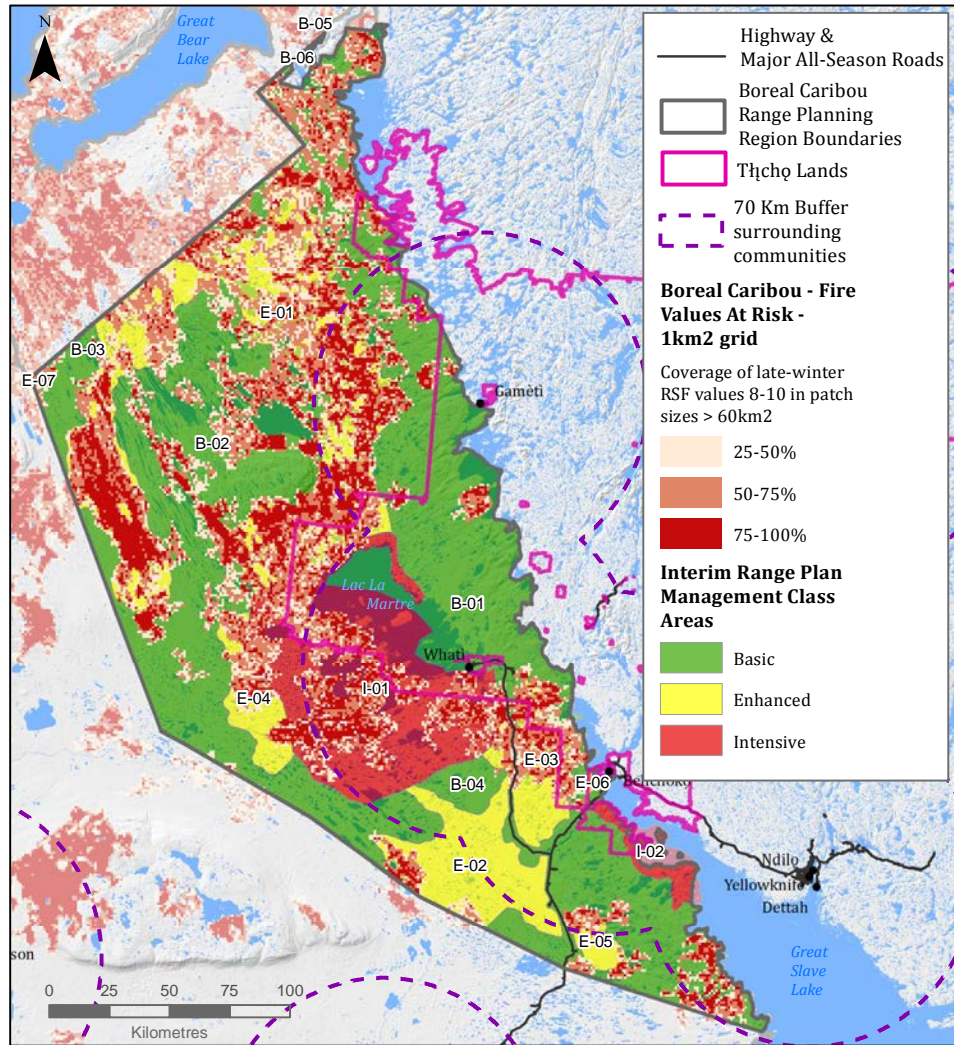 N
Great
Bear
Lake
B-05
B-06
E-01
B-03
E-07
B-02
Gamètì
Lac La
Martre
B-01
Whatì
I-01
E-04
E-03
B-04
E-06
I-02
E-02
Ndilo
Yellowknife
Dettah
E-05
Great
Slave
Lake
son
0 25 50 75 100
Kilometres
Highway &
Major All-Season Roads
Boreal Caribou
Range Planning
Region Boundaries
Tłı̨chǫ Lands
70 Km Buffer
surrounding
communities
Boreal Caribou - Fire
Values At Risk -
1km2 grid
Coverage of late-winter
RSF values 8-10 in patch
sizes > 60km2
25-50%
50-75%
75-100%
Interim Range Plan
Management Class
Areas
Basic
Enhanced
Intensive